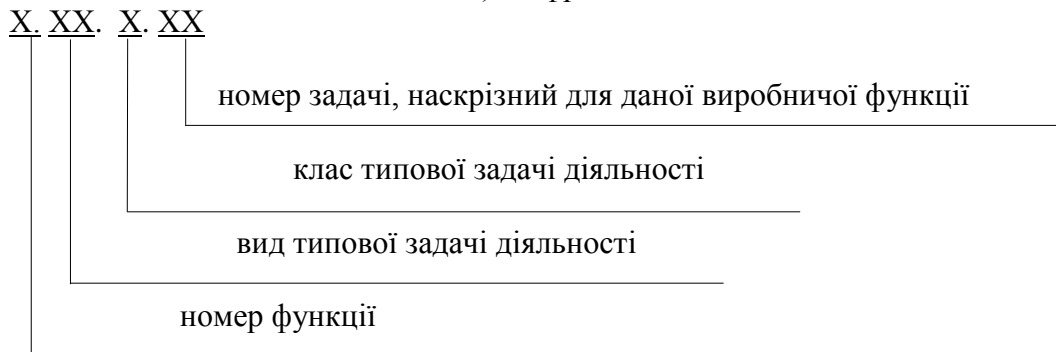 Х. ХХ. Х. ХХ
номер задачі, наскрізний для даної виробничої функції
клас типової задачі діяльності
вид типової задачі діяльності
номер функції